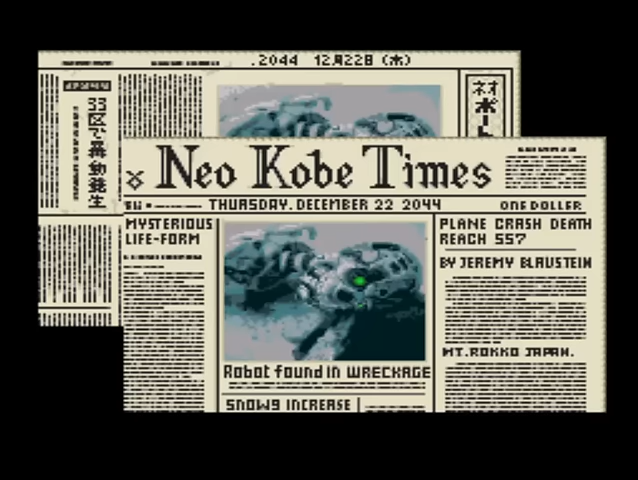 .2044 12月22日(木)
ネオ
ポート
33区で暴動発生
Neo Kobe Times
THURSDAY. DECEMBER 22 2044
ONE DOLLER
MYSTERIOUS
LIFE-FORM
PLANE CRASH DEATH
REACH 557
BY JEREMY BLAUSTEIN
MT.ROKKO JAPAN.
Robot found in WRECKAGE
SNOW9 INCREASE